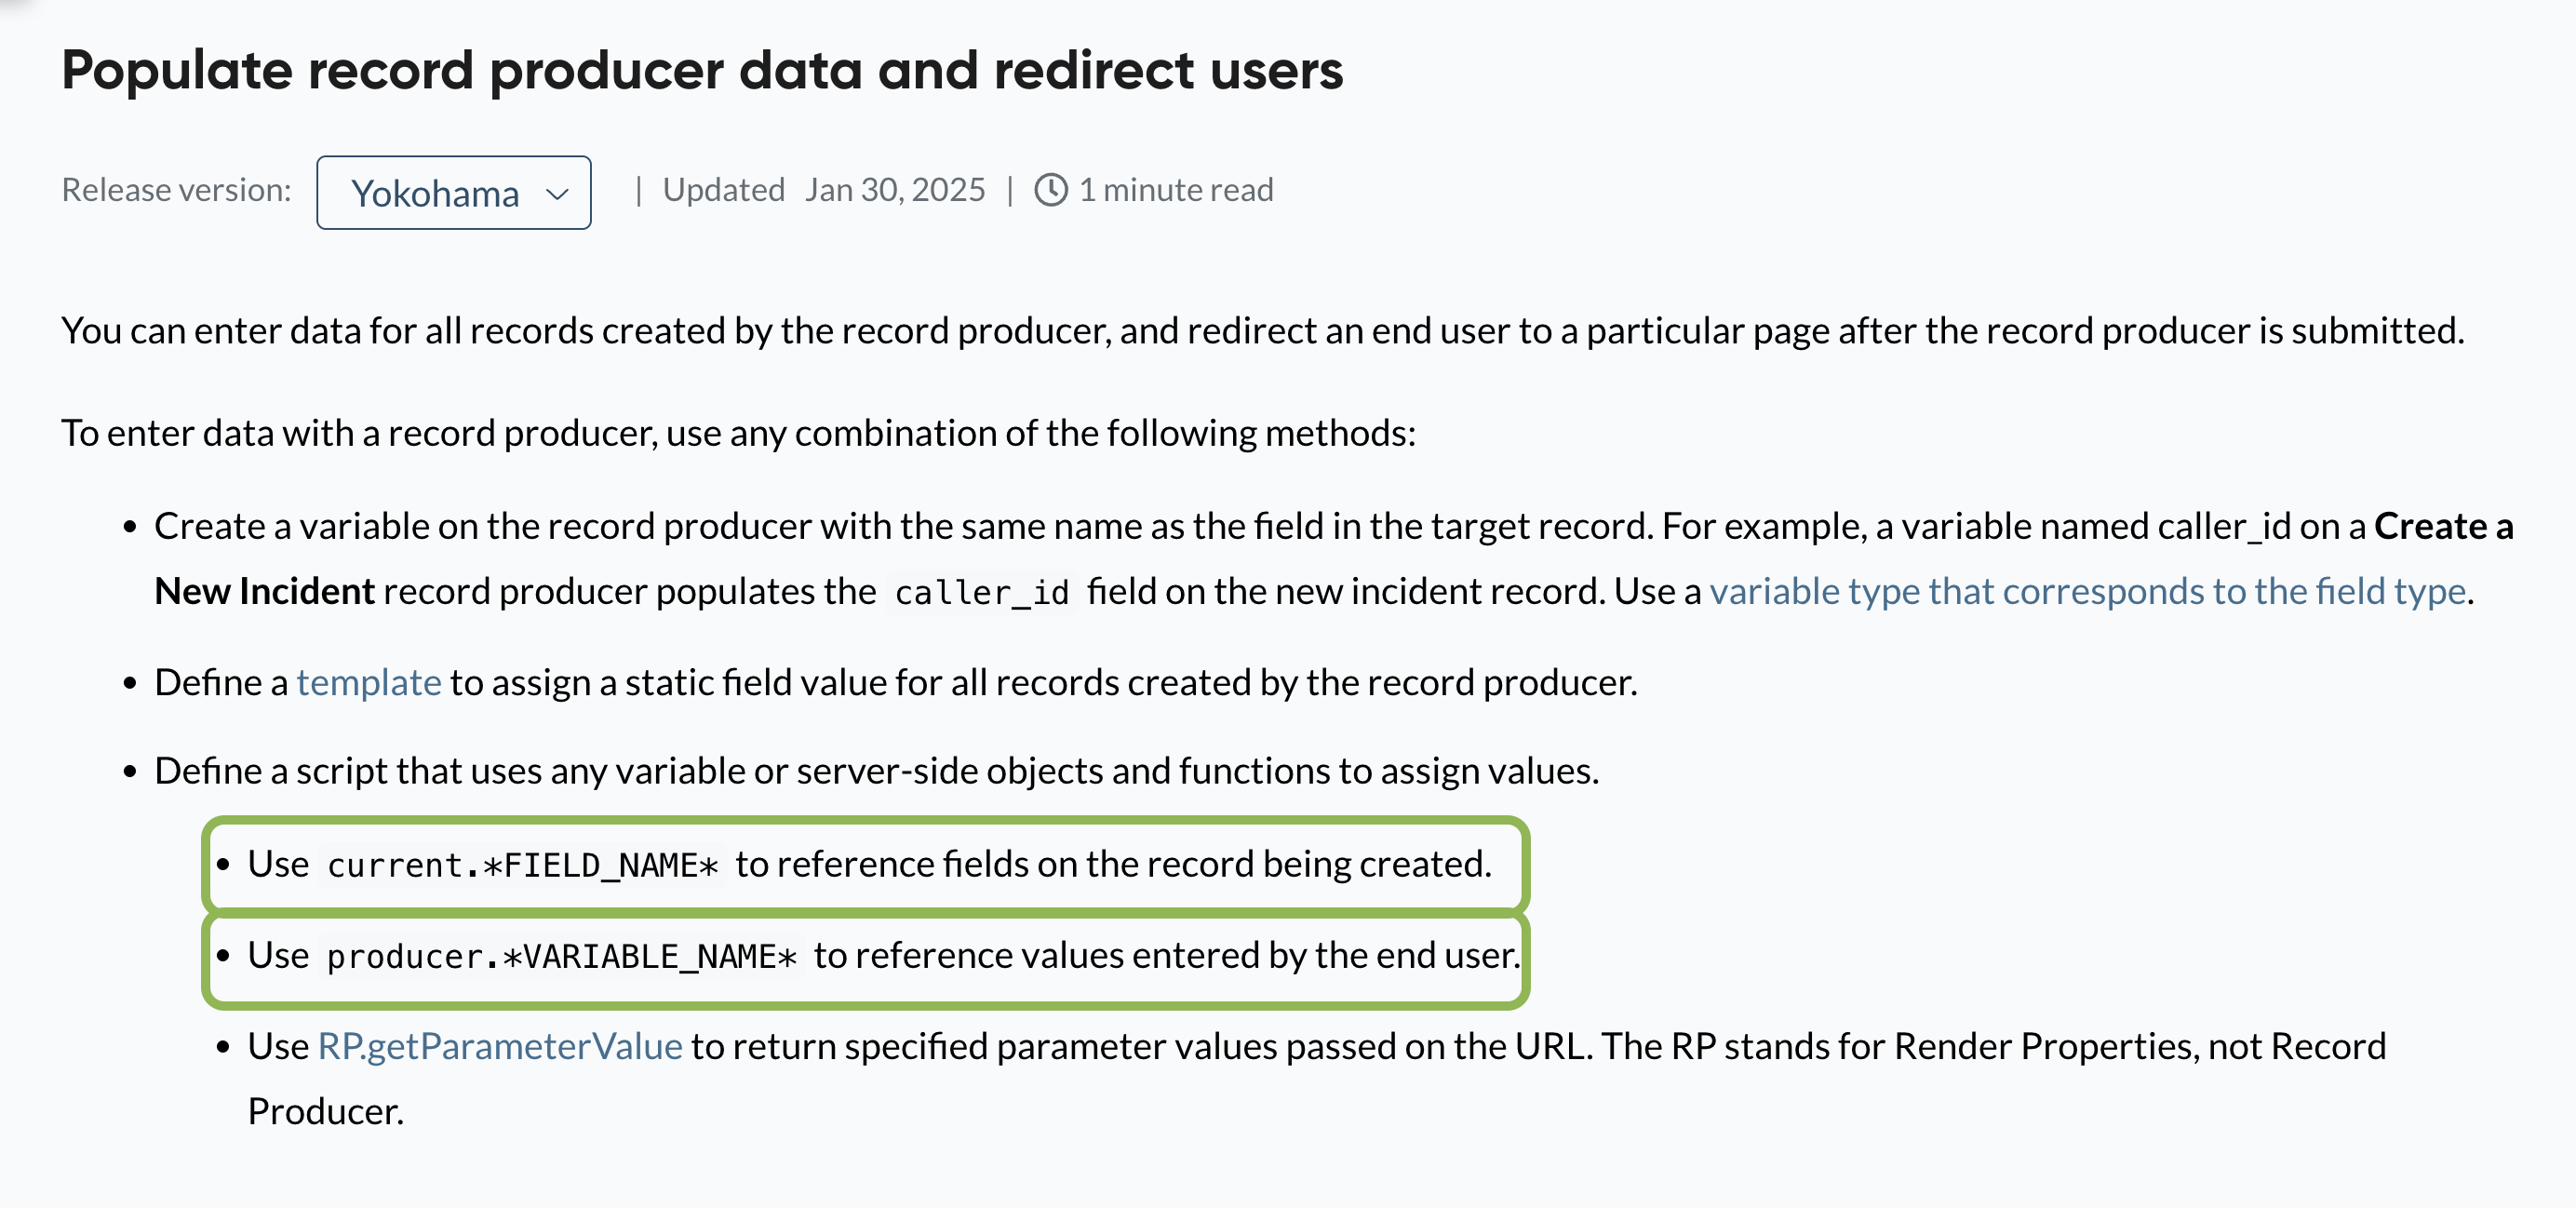 Populate record producer data and redirect users
Release version: Yokohama | Updated Jan 30, 2025 | 1 minute read
You can enter data for all records created by the record producer, and redirect an end user to a particular page after the record producer is submitted.
To enter data with a record producer, use any combination of the following methods:
• Create a variable on the record producer with the same name as the field in the target record. For example, a variable named caller_id on a Create a
New Incident record producer populates the caller_id field on the new incident record. Use a variable type that corresponds to the field type.
• Define a template to assign a static field value for all records created by the record producer.
• Define a script that uses any variable or server-side objects and functions to assign values.
• Use current.*FIELD_NAME* to reference fields on the record being created.
• Use producer.*VARIABLE_NAME* to reference values entered by the end user.
• Use RP.getParameterValue to return specified parameter values passed on the URL. The RP stands for Render Properties, not Record
Producer.